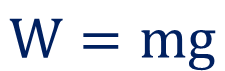 W = mg